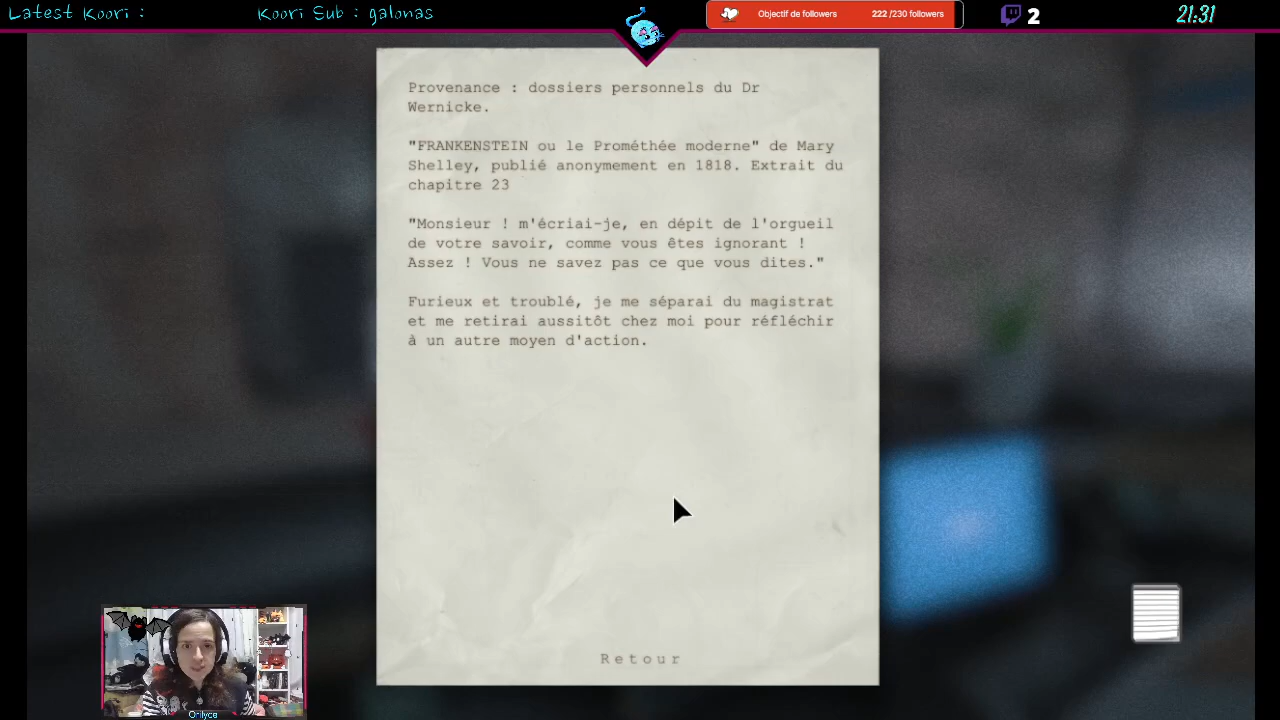 Latest Koori :
Koori Sub : galonas
Objectif de followers
222 /230 followers
2
21:31
Provenance : dossiers personnels du Dr
Wernicke.
"FRANKENSTEIN ou le Prométhée moderne" de Mary
Shelley, publié anonymement en 1818. Extrait du
chapitre 23
"Monsieur ! m'écriai-je, en dépit de l'orgueil
de votre savoir, comme vous êtes ignorant !
Assez ! Vous ne savez pas ce que vous dites."
Furieux et troublé, je me séparai du magistrat
et me retirai aussitôt chez moi pour réfléchir
à un autre moyen d'action.
Retour